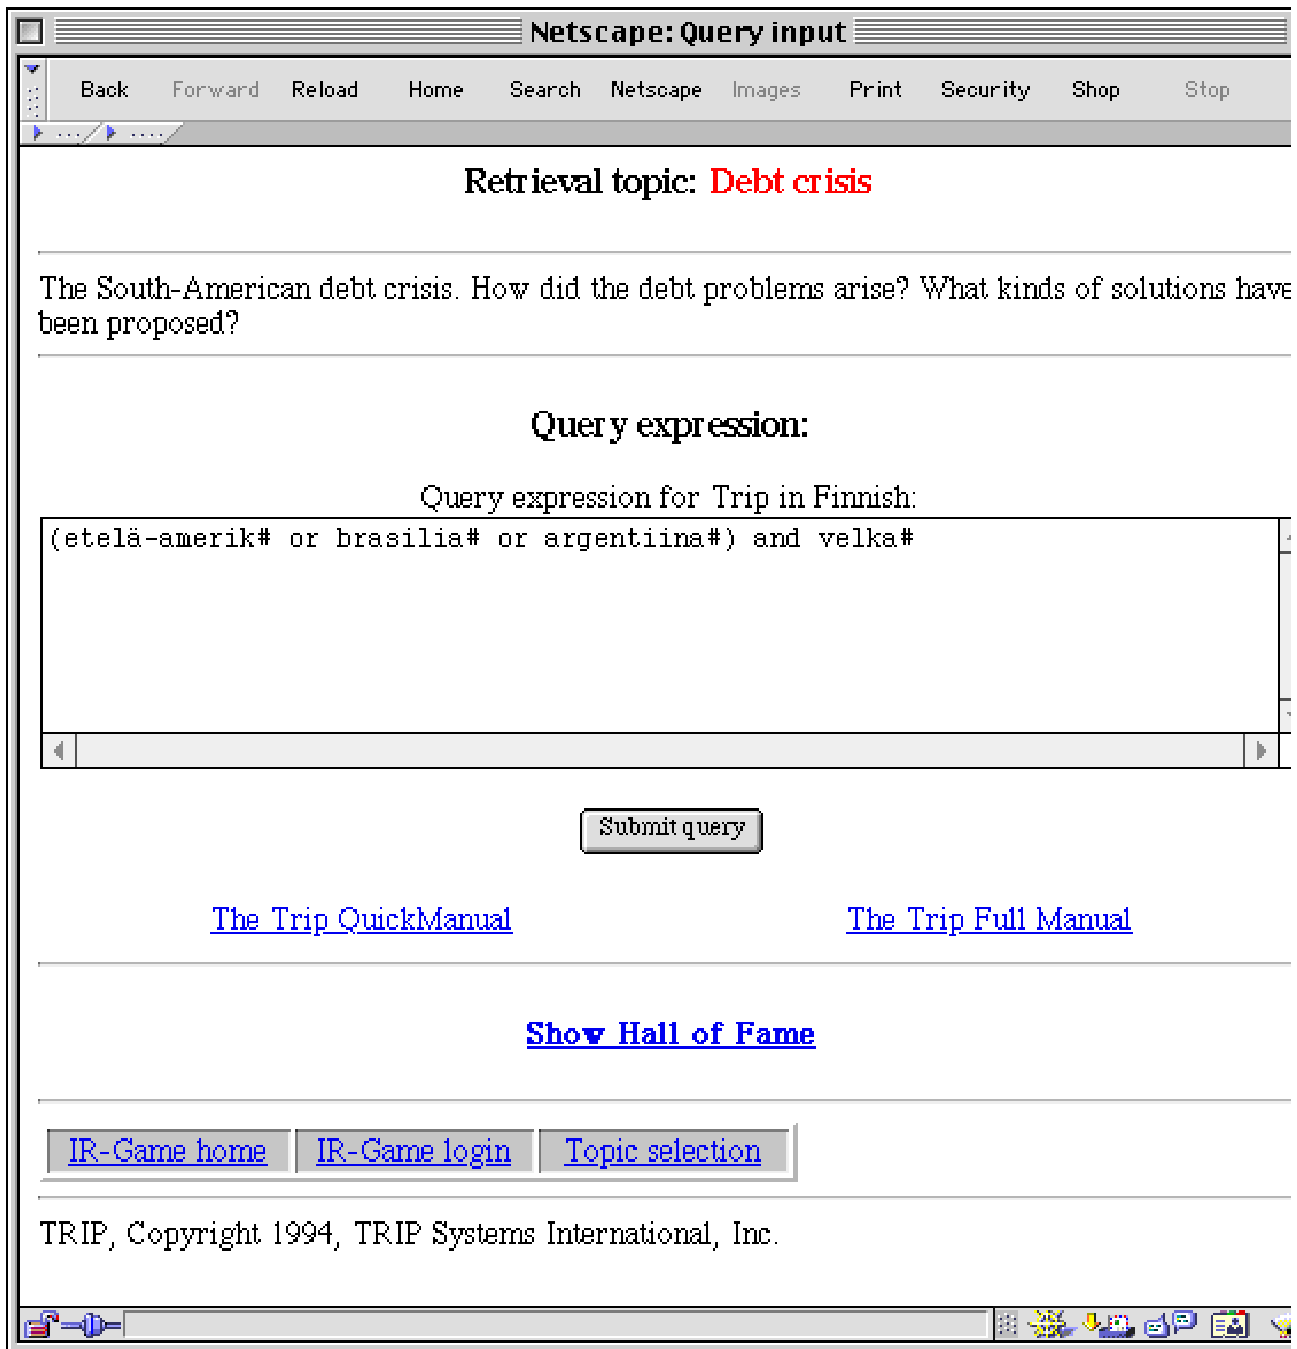 Netscape: Query input
Back Forward Reload Home Search Netscape Images Print Security Shop Stop
Retrieval topic: Debt crisis
The South-American debt crisis. How did the debt problems arise? What kinds of solutions have
been proposed?
Query expression:
Query expression for Trip in Finnish:
(etelä-amerik# or brasilia# or argentiina#) and velka#
Submit query
The Trip QuickManual The Trip Full Manual
Show Hall of Fame
IR-Game home IR-Game login Topic selection
TRIP, Copyright 1994, TRIP Systems International, Inc.